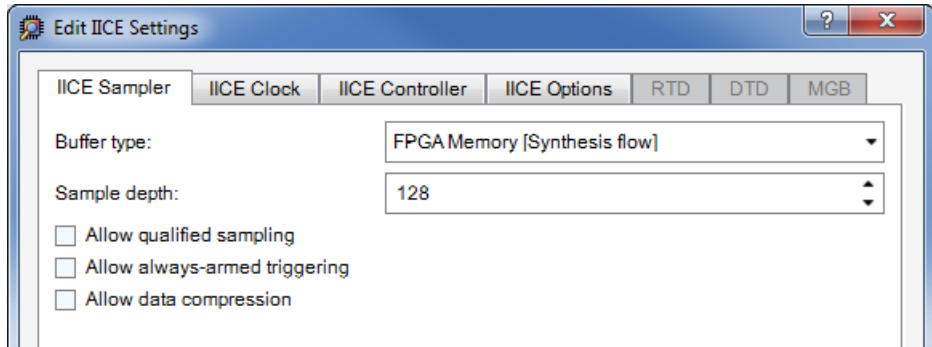 Edit IICE Settings
IICE Sampler IICE Clock IICE Controller IICE Options RTD DTD MGB
Buffer type: FPGA Memory [Synthesis flow]
Sample depth: 128
Allow qualified sampling
Allow always-armed triggering
Allow data compression